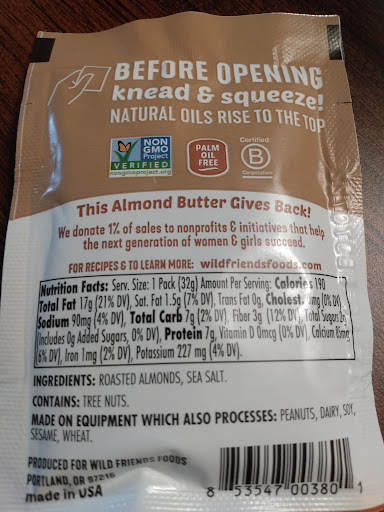 BEFORE OPENING
knead & squeeze!
NATURAL OILS RISE TO THE TOP
NON
GMO
Project
VERIFIED
nongmoproject.org
PALM
OIL
FREE
Certified
B
Corporation
This Almond Butter Gives Back!
We donate 1% of sales to nonprofits & initiatives that help
the next generation of women & girls succeed.
FOR RECIPES & TO LEARN MORE: wildfriendsfoods.com
Nutrition Facts: Serv. Size: 1 Pack (32g) Amount Per Serving: Calories 190
Total Fat 17g (21% DV), Sat. Fat 1.5g (7% DV), Trans Fat 0g, Cholest. 0mg (0% DV),
Sodium 90mg (4% DV), Total Carb 7g (2% DV), Fiber 3g (12% DV), Total Sugars
(Includes 0g Added Sugars, 0% DV), Protein 7g, Vitamin D 0mcg (0% DV), Calcium 85mg
6% DV), Iron 1mg (2% DV), Potassium 227 mg (4% DV).
INGREDIENTS: ROASTED ALMONDS, SEA SALT.
CONTAINS: TREE NUTS.
MADE ON EQUIPMENT WHICH ALSO PROCESSES: PEANUTS, DAIRY, SOY,
SESAME, WHEAT.
PRODUCED FOR WILD FRIENDS FOODS
PORTLAND, OR 97216
made in USA
8 53547 00380 1